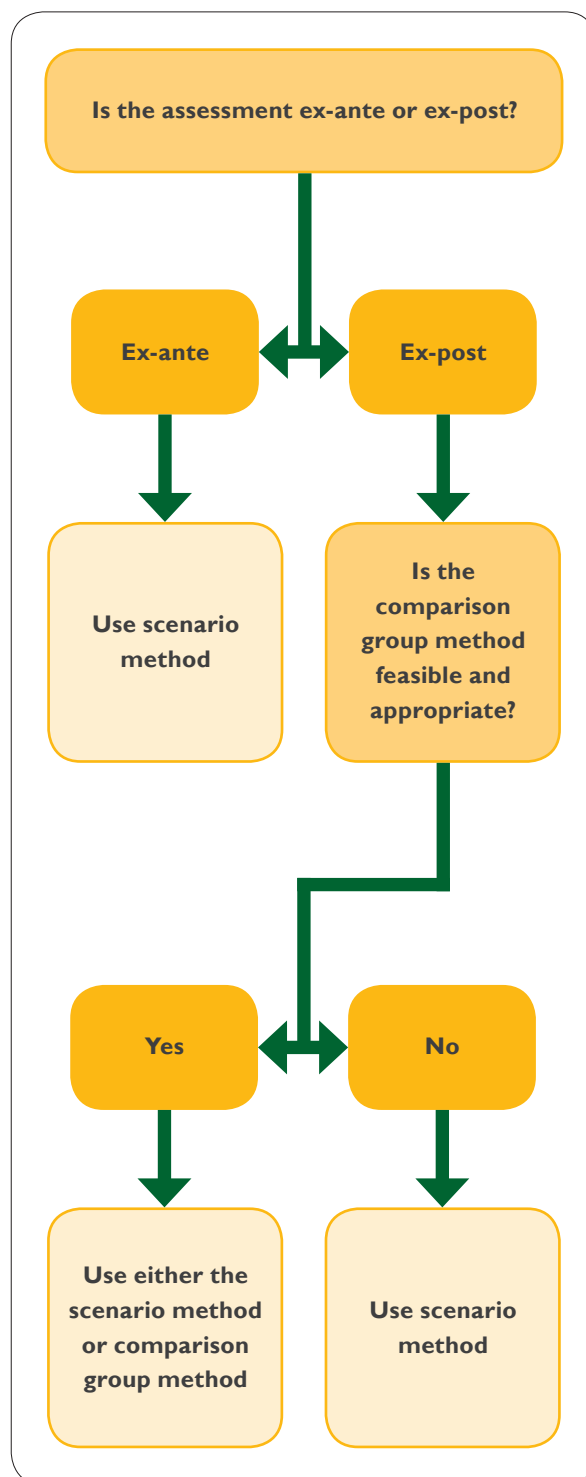 Is the assessment ex-ante or ex-post?
Ex-ante
Ex-post
Use scenario
method
Is the
comparison
group method
feasible and
appropriate?
Yes
No
Use either the
scenario method
or comparison
group method
Use scenario
method